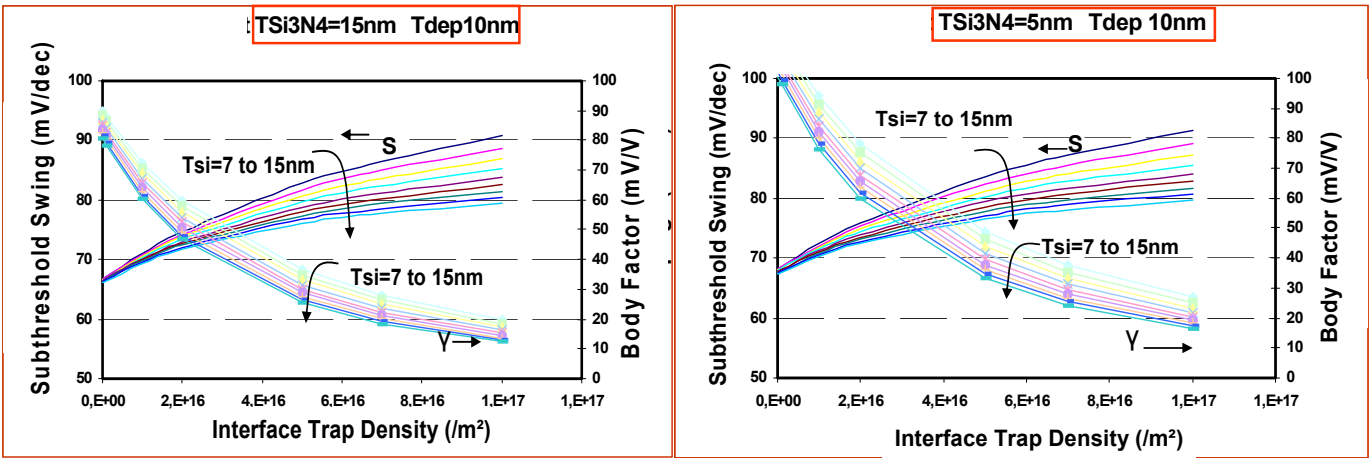 TSi3N4=15nm Tdep10nm
Subthreshold Swing (mV/dec)
100
90
80
70
60
50
S
Tsi=7 to 15nm
Tsi=7 to 15nm
γ
100
90
80
70
60
50
40
30
20
10
0
Body Factor (mV/V)
0,E+00 2,E+16 4,E+16 6,E+16 8,E+16 1,E+17 1,E+17
Interface Trap Density (/m²)
TSi3N4=5nm Tdep 10nm
Subthreshold Swing (mV/dec)
100
90
80
70
60
50
Tsi=7 to 15nm
S
Tsi=7 to 15nm
γ
100
90
80
70
60
50
40
30
20
10
0
Body Factor (mV/V)
0,E+00 2,E+16 4,E+16 6,E+16 8,E+16 1,E+17 1,E+17
Interface Trap Density (/m²)